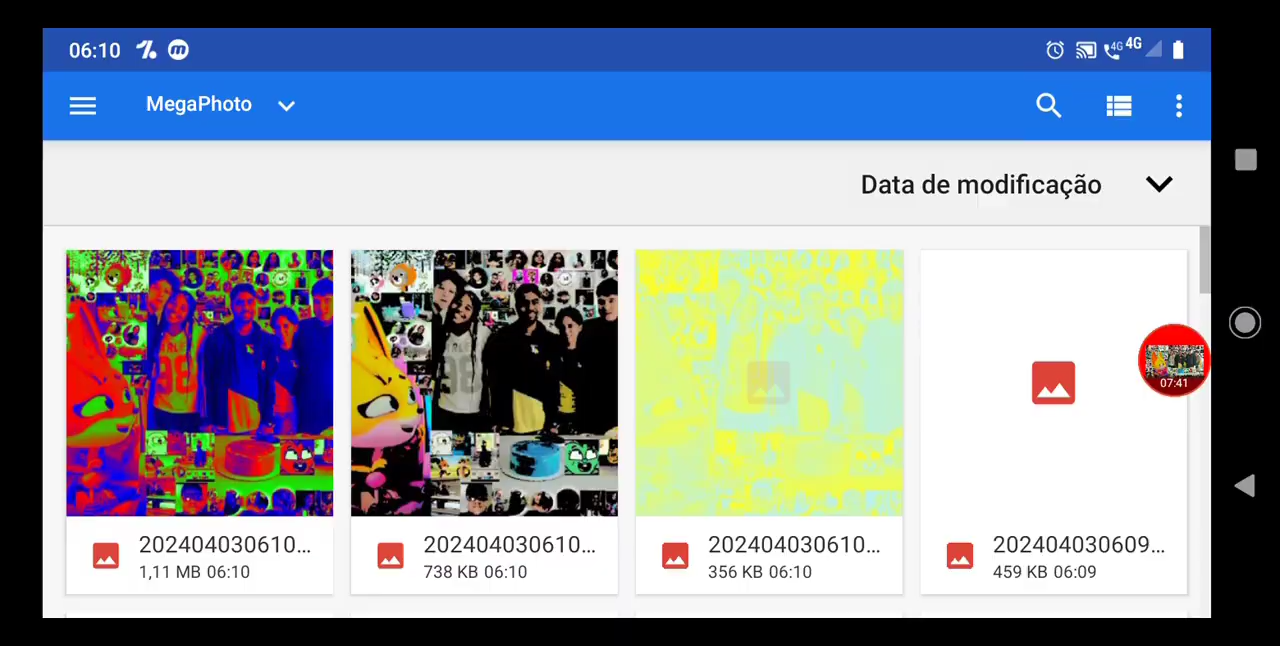 06:10
4G 4G
MegaPhoto
Data de modificação
07:41
202404030610...
1,11 MB 06:10
202404030610...
738 KB 06:10
202404030610...
356 KB 06:10
202404030609...
459 KB 06:09